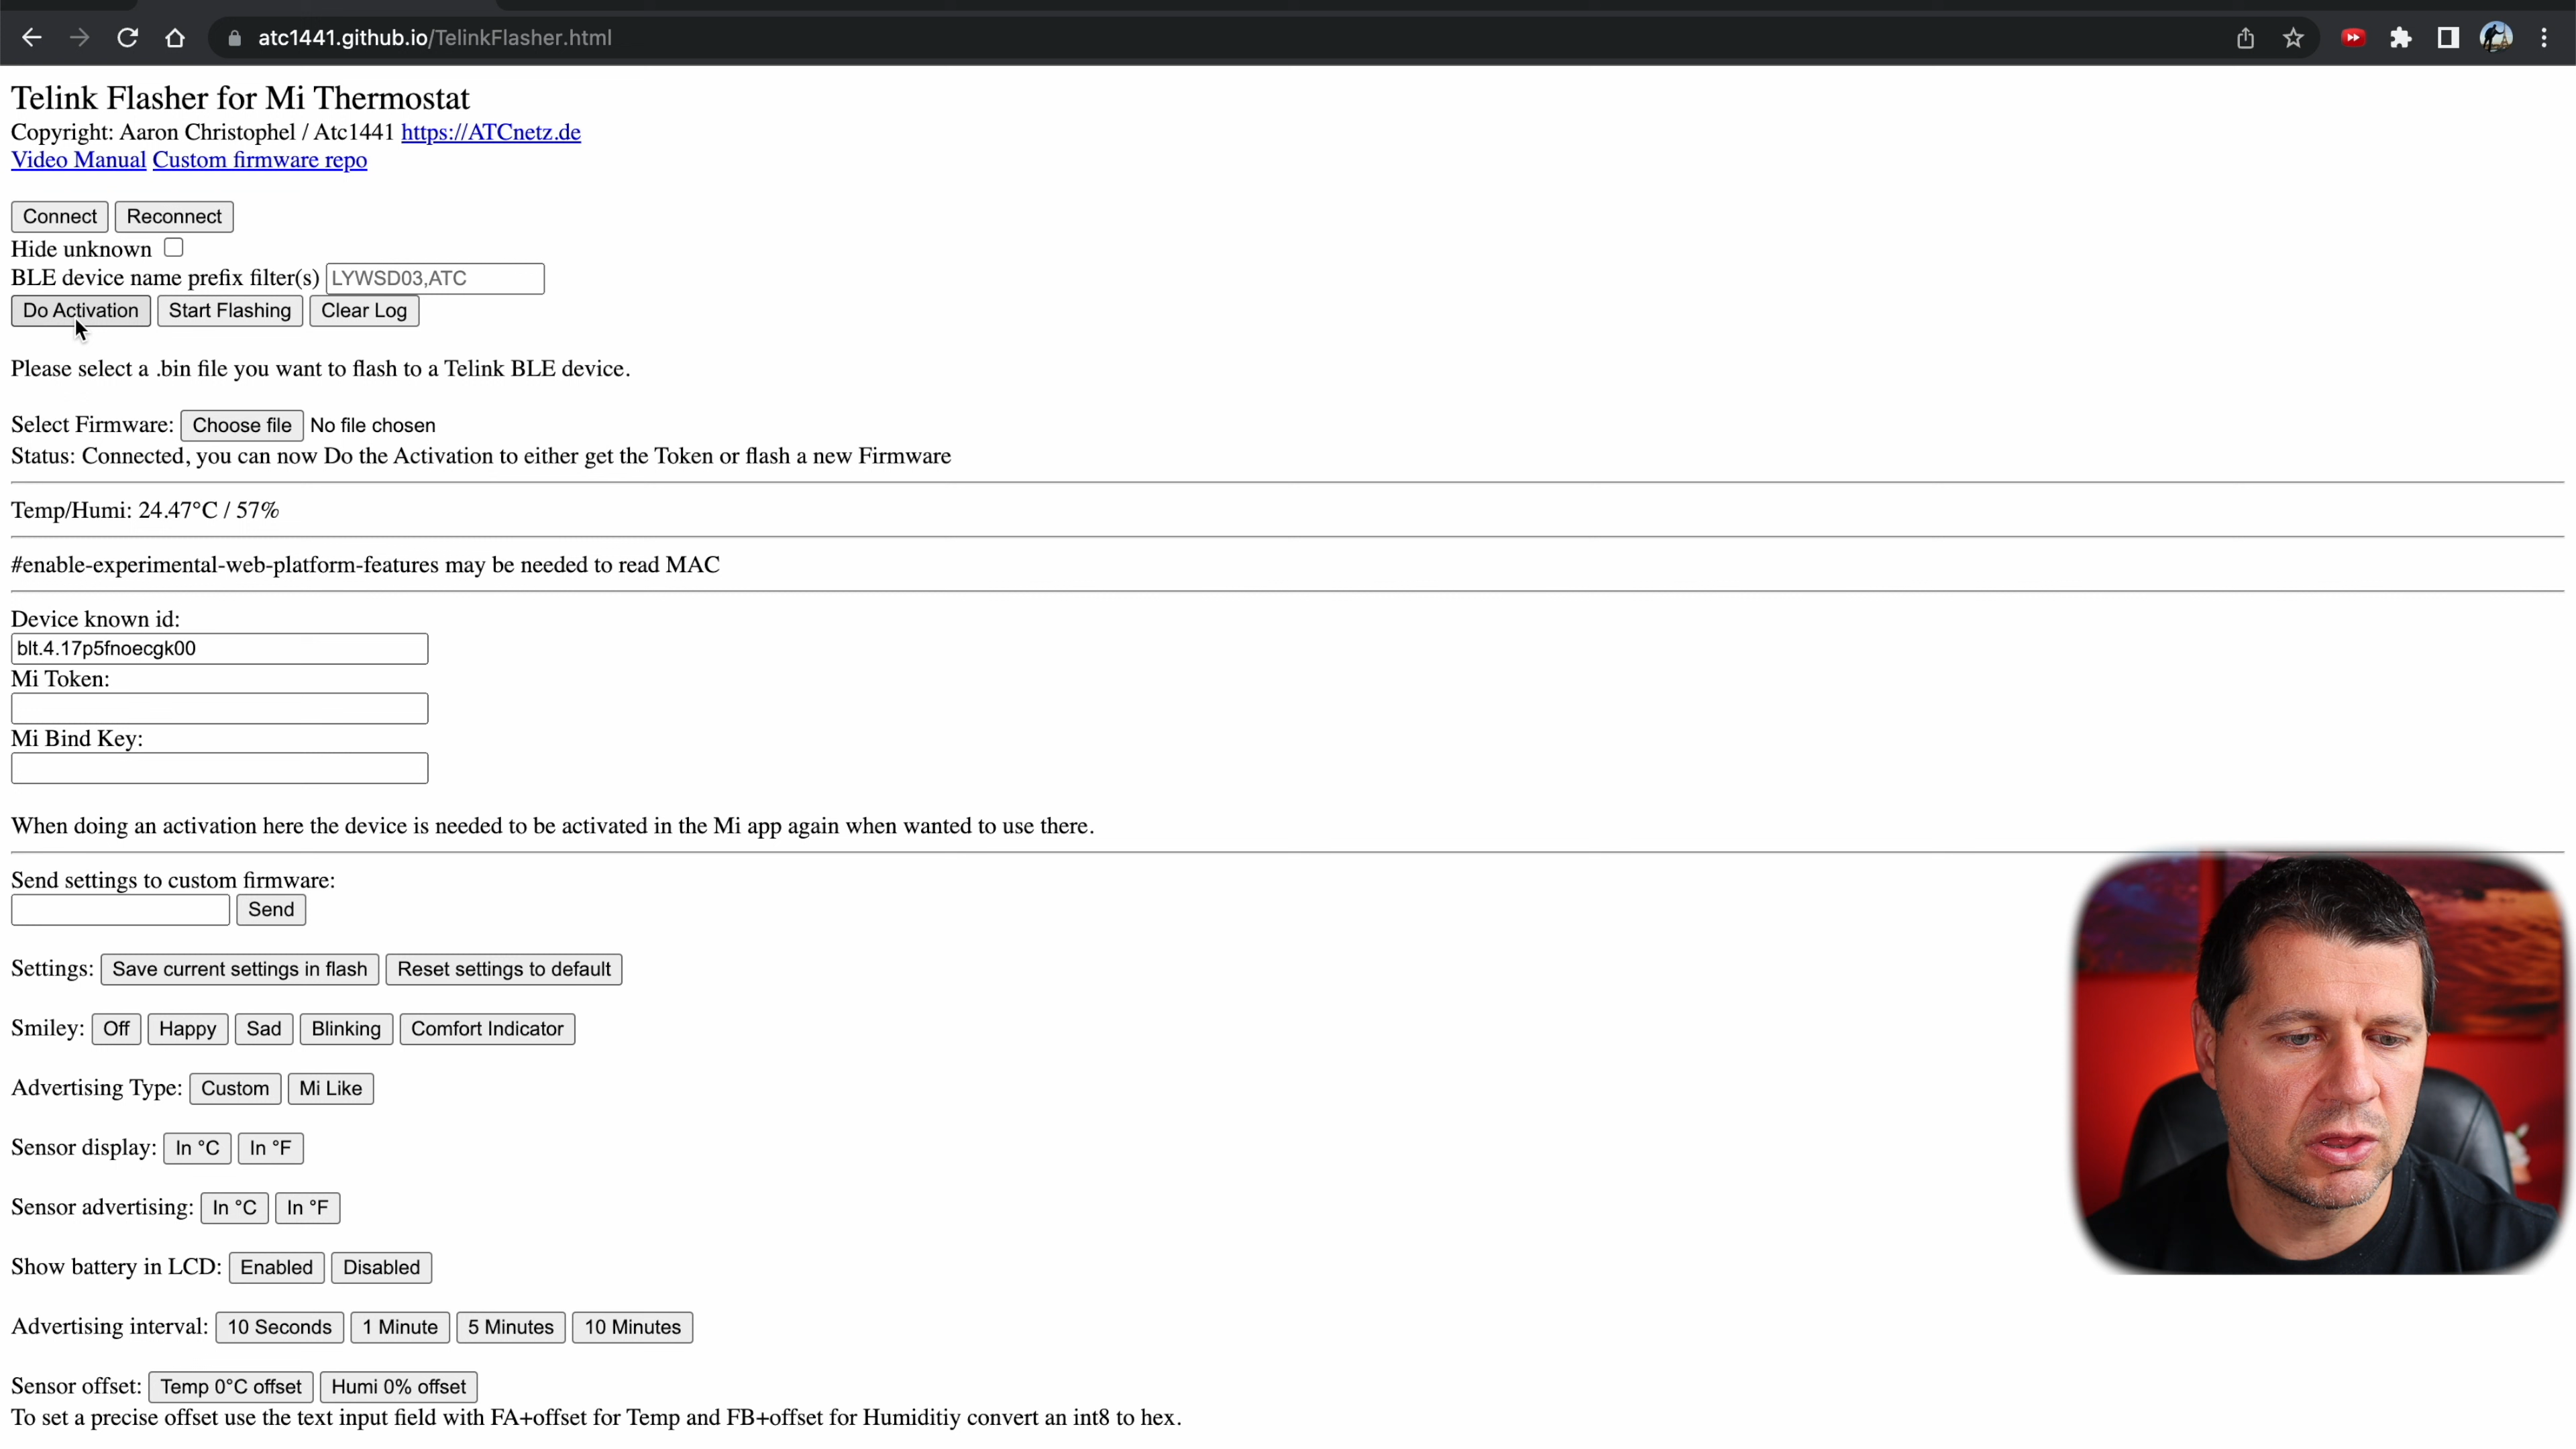 atc1441.github.io/TelinkFlasher.html
Telink Flasher for Mi Thermostat
Copyright: Aaron Christophel / Atc1441 https://ATCnetz.de
Video Manual Custom firmware repo
Connect Reconnect
Hide unknown
BLE device name prefix filter(s) LYWSD03,ATC
Do Activation Start Flashing Clear Log
Please select a .bin file you want to flash to a Telink BLE device.
Select Firmware: Choose file No file chosen
Status: Connected, you can now Do the Activation to either get the Token or flash a new Firmware
Temp/Humi: 24.47°C / 57%
#enable-experimental-web-platform-features may be needed to read MAC
Device known id:
blt.4.17p5fnoecgk00
Mi Token:
Mi Bind Key:
When doing an activation here the device is needed to be activated in the Mi app again when wanted to use there.
Send settings to custom firmware:
Send
Settings: Save current settings in flash Reset settings to default
Smiley: Off Happy Sad Blinking Comfort Indicator
Advertising Type: Custom Mi Like
Sensor display: In °C In °F
Sensor advertising: In °C In °F
Show battery in LCD: Enabled Disabled
Advertising interval: 10 Seconds 1 Minute 5 Minutes 10 Minutes
Sensor offset: Temp 0°C offset Humi 0% offset
To set a precise offset use the text input field with FA+offset for Temp and FB+offset for Humiditiy convert an int8 to hex.